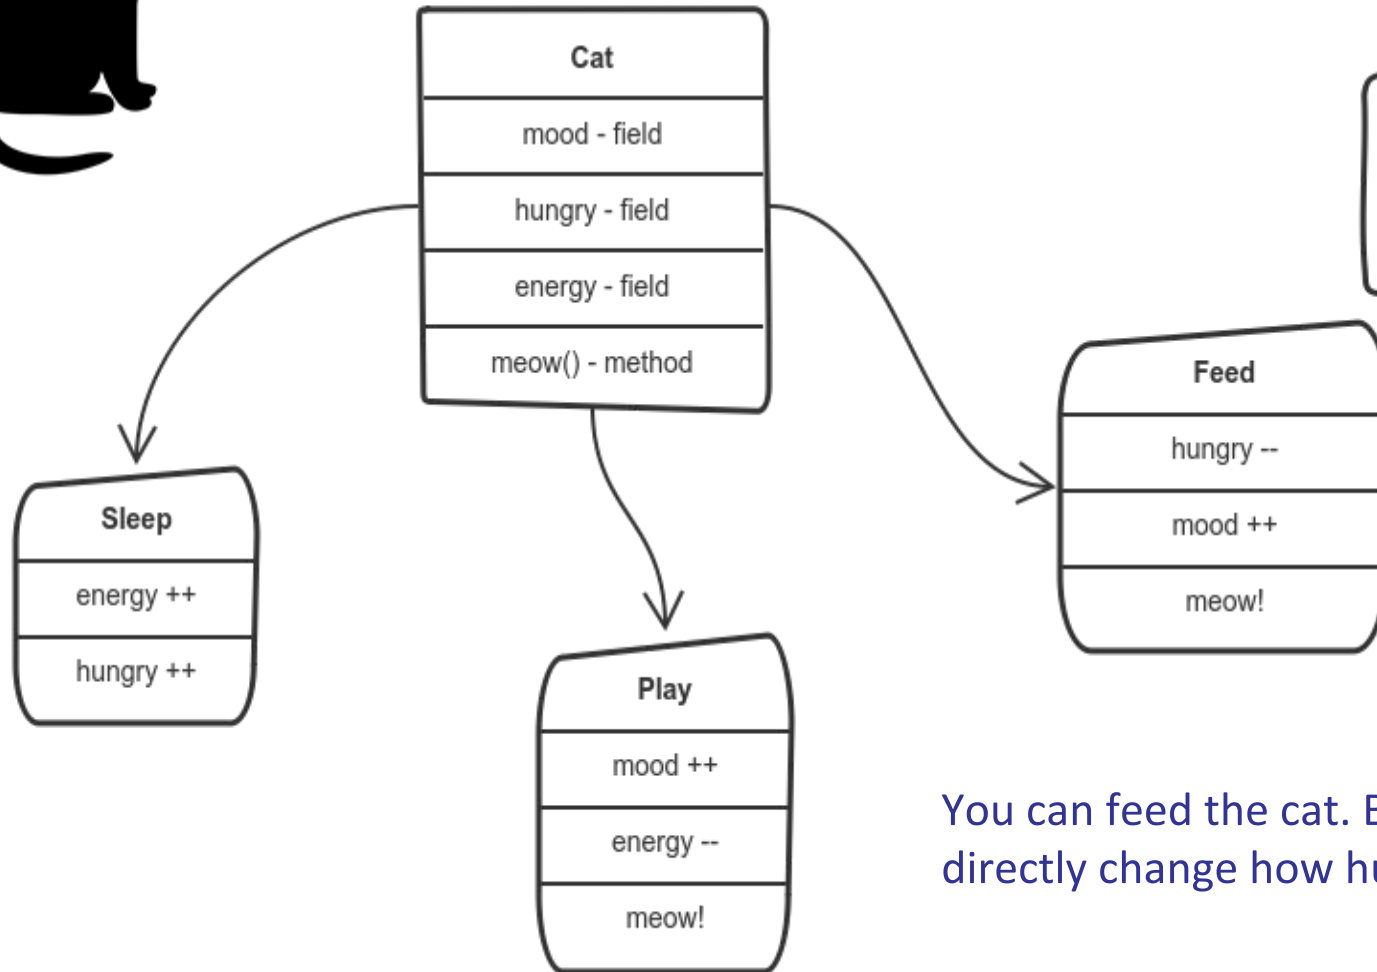 Cat
mood - field
hungry - field
energy - field
meow() - method
Sleep
energy ++
hungry ++
Play
mood ++
energy --
meow!
Feed
hungry --
mood ++
meow!
You can feed the cat.
directly change how